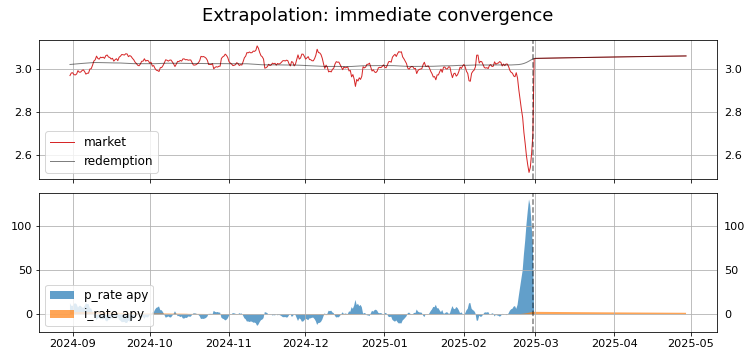 Extrapolation: immediate convergence
3.0
2.8
2.6
3.0
2.8
2.6
market
redemption
100
50
0
100
50
0
p_rate apy
i_rate apy
2024-09 2024-10 2024-11 2024-12 2025-01 2025-02 2025-03 2025-04 2025-05